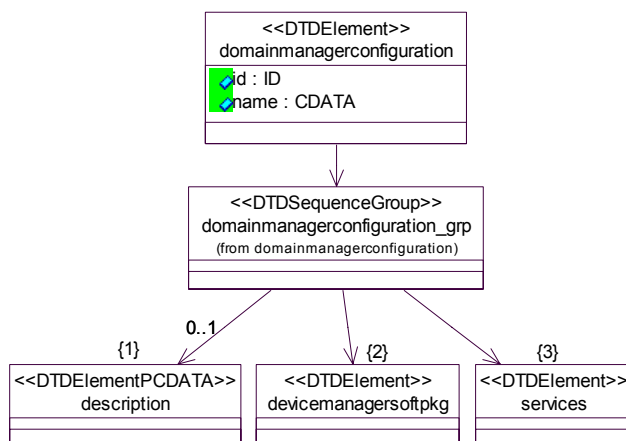 <<DTDElement>>
domainmanagerconfiguration
id : ID
name : CDATA
<<DTDSequenceGroup>>
domainmanagerconfiguration_grp
(from domainmanagerconfiguration)
0..1
{1}
{2}
{3}
<<DTDElementPCDATA>>
description
<<DTDElement>>
devicemanagersoftpkg
<<DTDElement>>
services